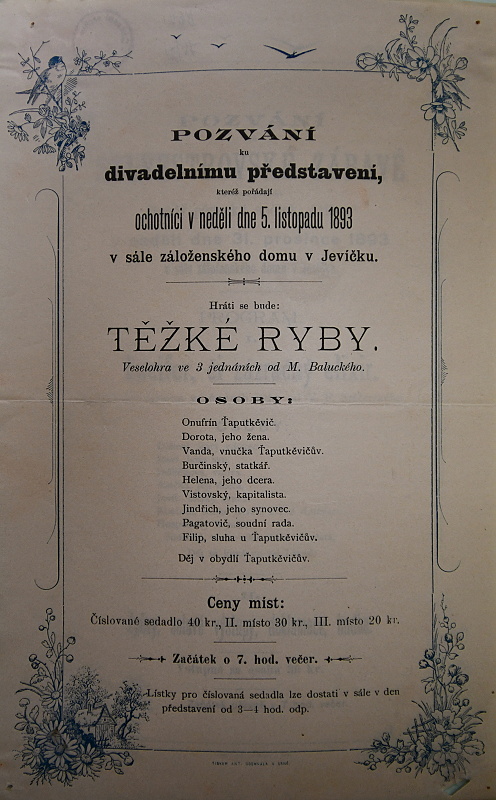 POZVÁNÍ
ku
divadelnímu představení,
kteréž pořádají
ochotníci v neděli dne 5. listopadu 1893
v sále záloženského domu v Jevíčku.
Hráti se bude:
TĚŽKÉ RYBY.
Veselohra ve 3 jednáních od M. Baluckého.
OSOBY:
Onufrín Ťaputkěvič.
Dorota, jeho žena.
Vanda, vnučka Ťaputkěvičův.
Burčinský, statkář.
Helena, jeho dcera.
Vistovský, kapitalista.
Jindřich, jeho synovec.
Pagatovič, soudní rada.
Filip, sluha u Ťaputkěvičův.
Děj v obydlí Ťaputkěvičův.
Ceny míst:
Číslované sedadlo 40 kr., II. místo 30 kr., III. místo 20 kr.
Začátek o 7. hod. večer.
Lístky pro číslovaná sedadla lze dostati v sále v den
představení od 3—4 hod. odp.